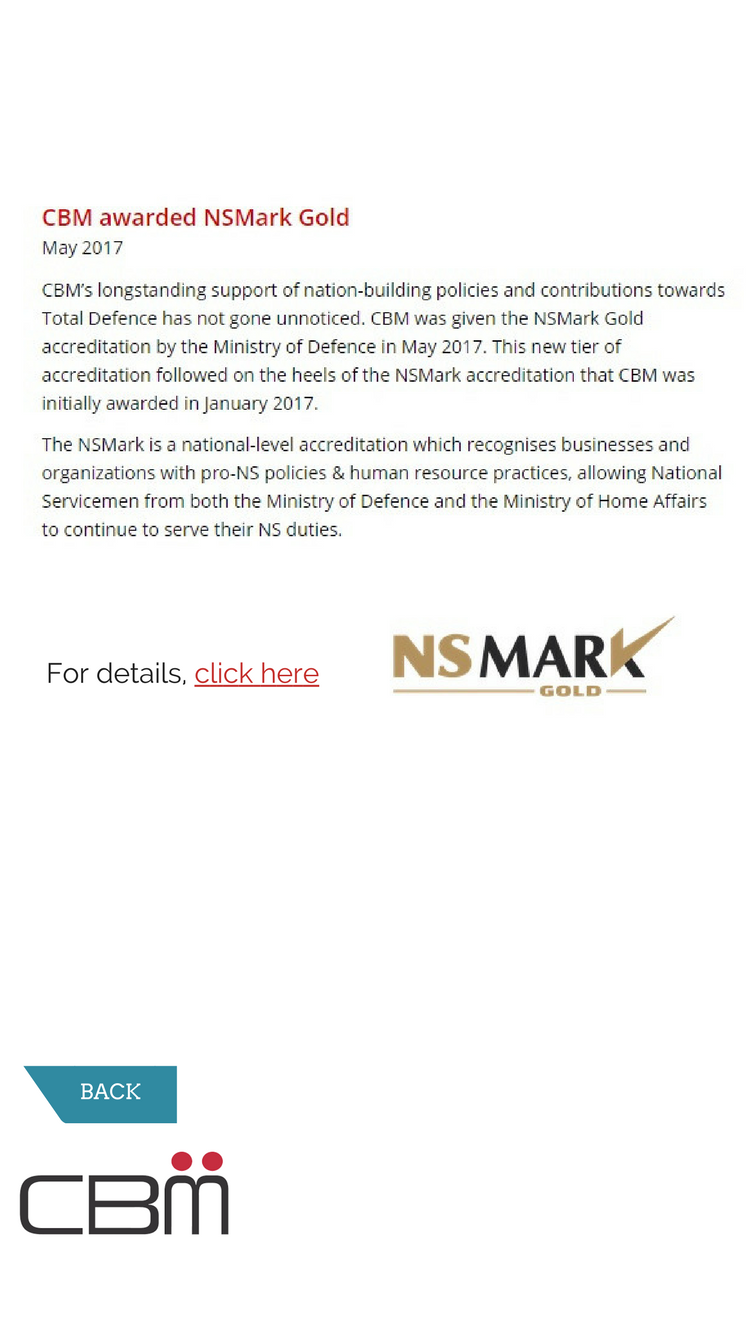 CBM awarded NSMark Gold
May 2017
CBM's longstanding support of nation-building policies and contributions towards
Total Defence has not gone unnoticed. CBM was given the NSMark Gold
accreditation by the Ministry of Defence in May 2017. This new tier of
accreditation followed on the heels of the NSMark accreditation that CBM was
initially awarded in January 2017.
The NSMark is a national-level accreditation which recognises businesses and
organizations with pro-NS policies & human resource practices, allowing National
Servicemen from both the Ministry of Defence and the Ministry of Home Affairs
to continue to serve their NS duties.
For details, click here
NSMARK
GOLD
BACK
CBM